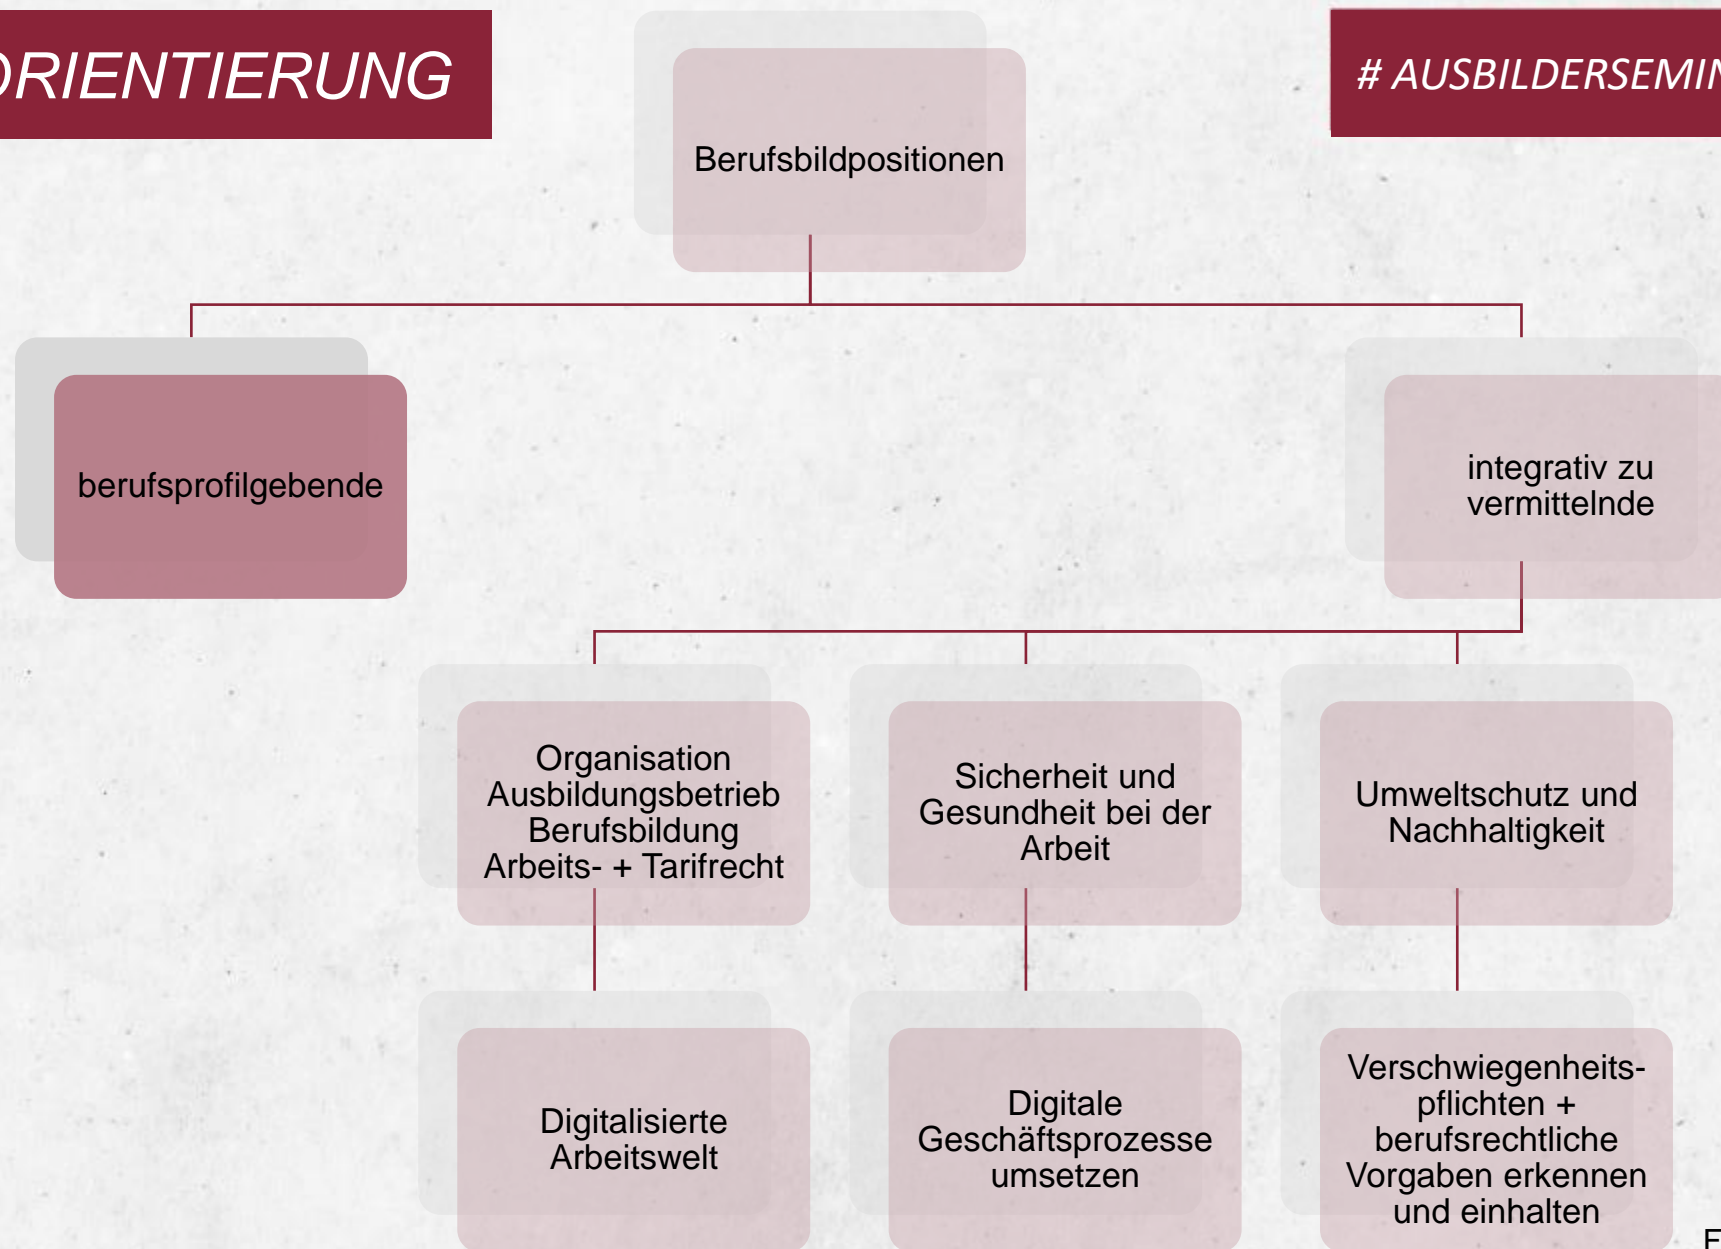 ORIENTIERUNG
# AUSBILDERSEMIN
Berufsbildpositionen
berufsprofilgebende
integrativ zu
vermittelnde
Organisation
Ausbildungsbetrieb
Berufsbildung
Arbeits- + Tarifrecht
Sicherheit und
Gesundheit bei der
Arbeit
Umweltschutz und
Nachhaltigkeit
Digitalisierte
Arbeitswelt
Digitale
Geschäftsprozesse
umsetzen
Verschwiegenheits-
pflichten +
berufsrechtliche
Vorgaben erkennen
und einhalten